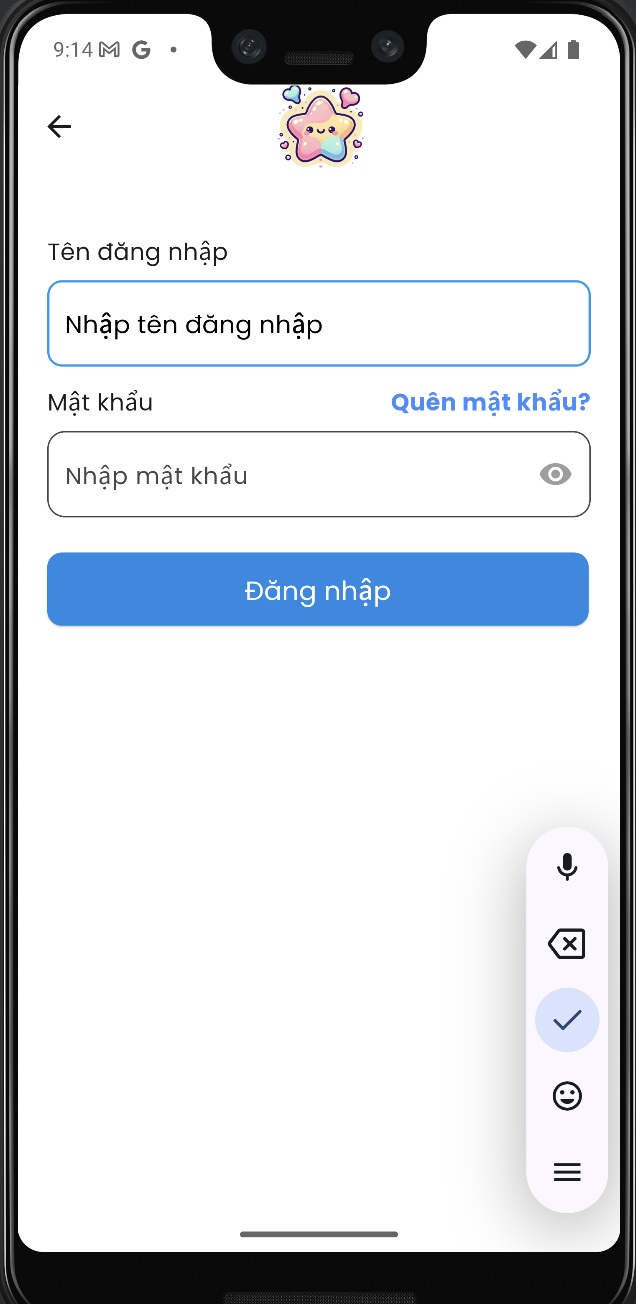 9:14
Tên đăng nhập
Nhập tên đăng nhập
Mật khẩu Quên mật khẩu?
Nhập mật khẩu
Đăng nhập